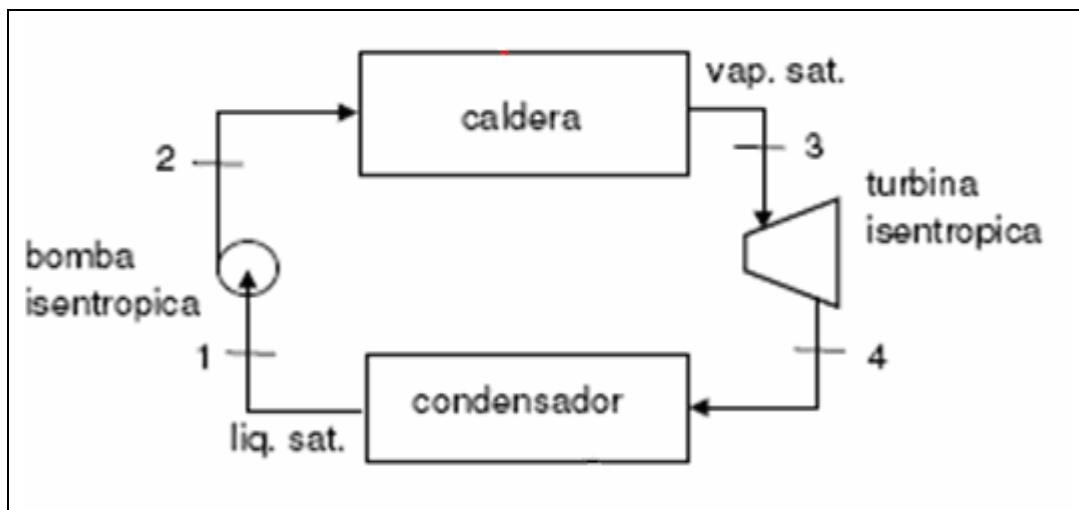 caldera
vap. sat.
2
3
turbina
isentropica
bomba
isentropica
1
4
condensador
liq. sat.